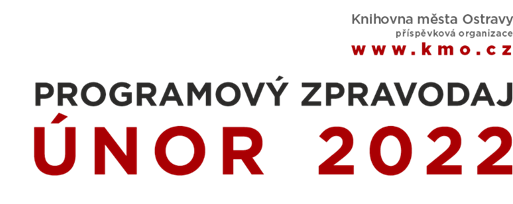 Knihovna města Ostravy
příspěvková organizace
www.kmo.cz
PROGRAMOVÝ ZPRAVODAJ
ÚNOR 2022